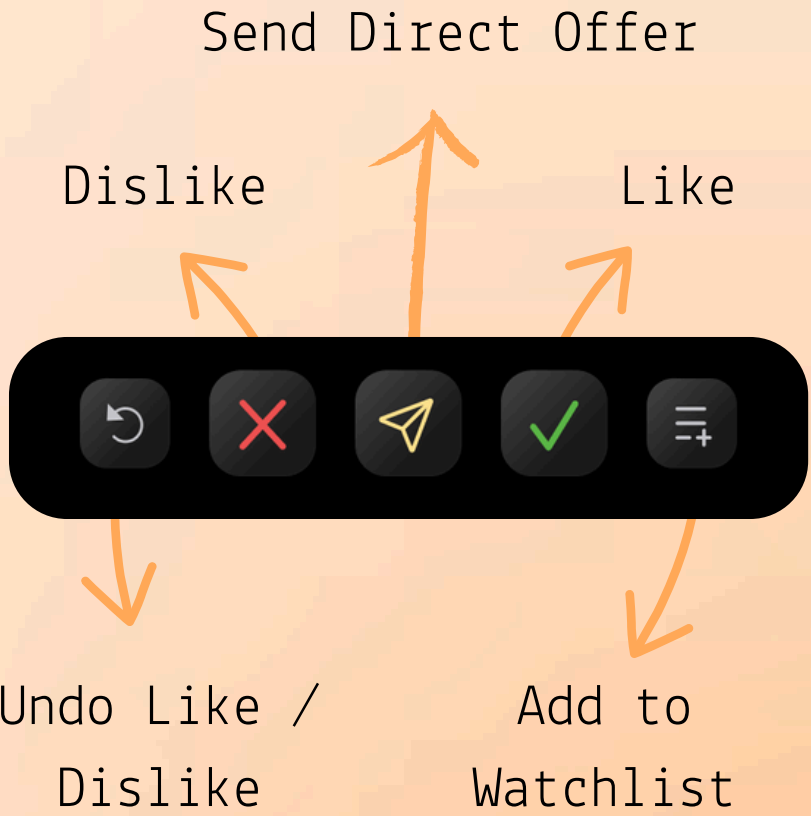 Send Direct Offer
Dislike
Like
Undo Like /
Dislike
Add to
Watchlist